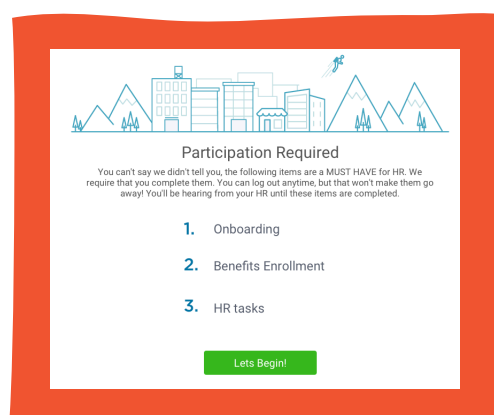 Participation Required
You can't say we didn't tell you, the following items are a MUST HAVE for HR. We
require that you complete them. You can log out anytime, but that won't make them go
away! You'll be hearing from your HR until these items are completed.
1. Onboarding
2. Benefits Enrollment
3. HR tasks
Lets Begin!